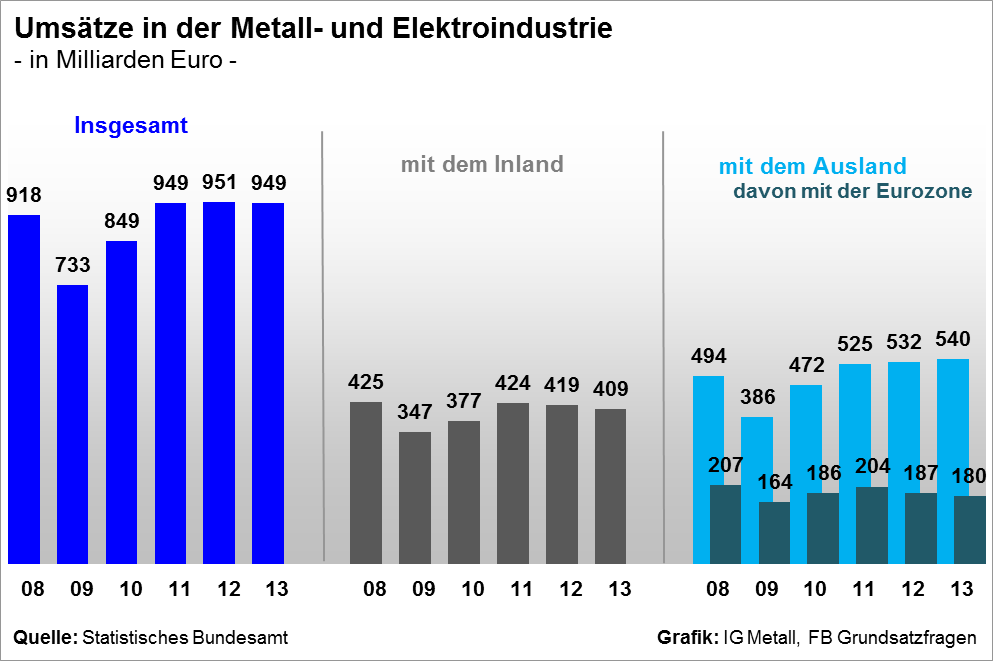 Umsätze in der Metall- und Elektroindustrie
- in Milliarden Euro -
Insgesamt
918 733 849 949 951 949
08 09 10 11 12 13
mit dem Inland
425 347 377 424 419 409
08 09 10 11 12 13
mit dem Ausland
davon mit der Eurozone
494 386 472 525 532 540
207 164 186 204 187 180
08 09 10 11 12 13
Quelle: Statistisches Bundesamt
Grafik: IG Metall, FB Grundsatzfragen